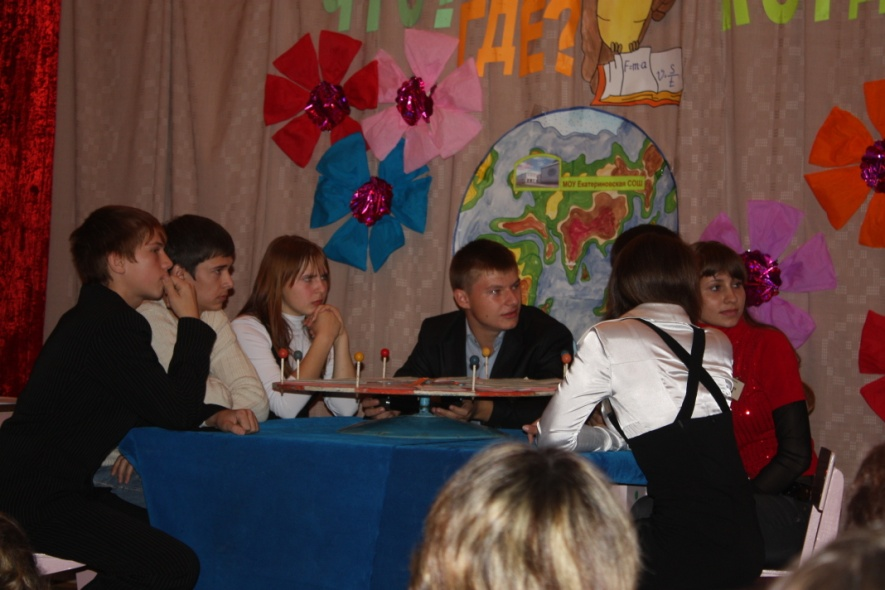 ЧТО?
ГДЕ?
КОГДА
F=ma
V=S/t
МОУ Екатериновская СОШ